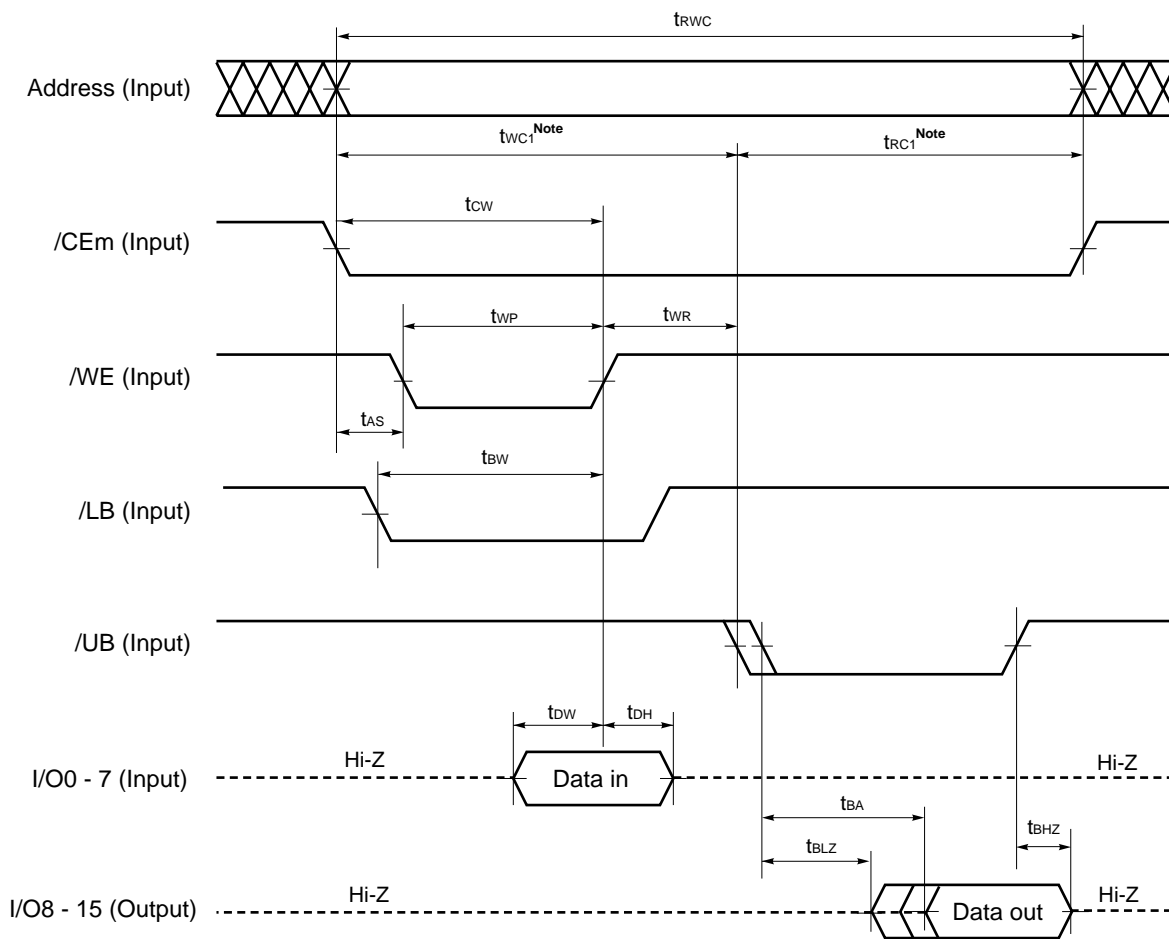 tRWC
Address (Input)
tWC1Note
tRC1Note
tCW
/CEm (Input)
tWP
tWR
/WE (Input)
tAS
tBW
/LB (Input)
/UB (Input)
tDW
tDH
Hi-Z
Hi-Z
I/O0 - 7 (Input)
Data in
tBA
tBHZ
tBLZ
Hi-Z
Hi-Z
I/O8 - 15 (Output)
Data out